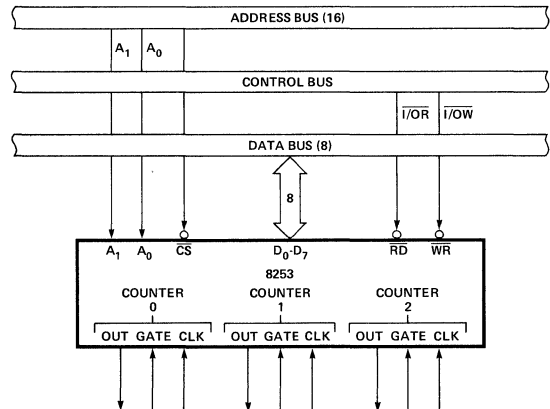 ADDRESS BUS (16)
A1 A0
CONTROL BUS
I/OR I/OW
DATA BUS (8)
8
A1 A0 CS D0-D7 RD WR
8253
COUNTER COUNTER COUNTER
0 1 2
OUT GATE CLK OUT GATE CLK OUT GATE CLK